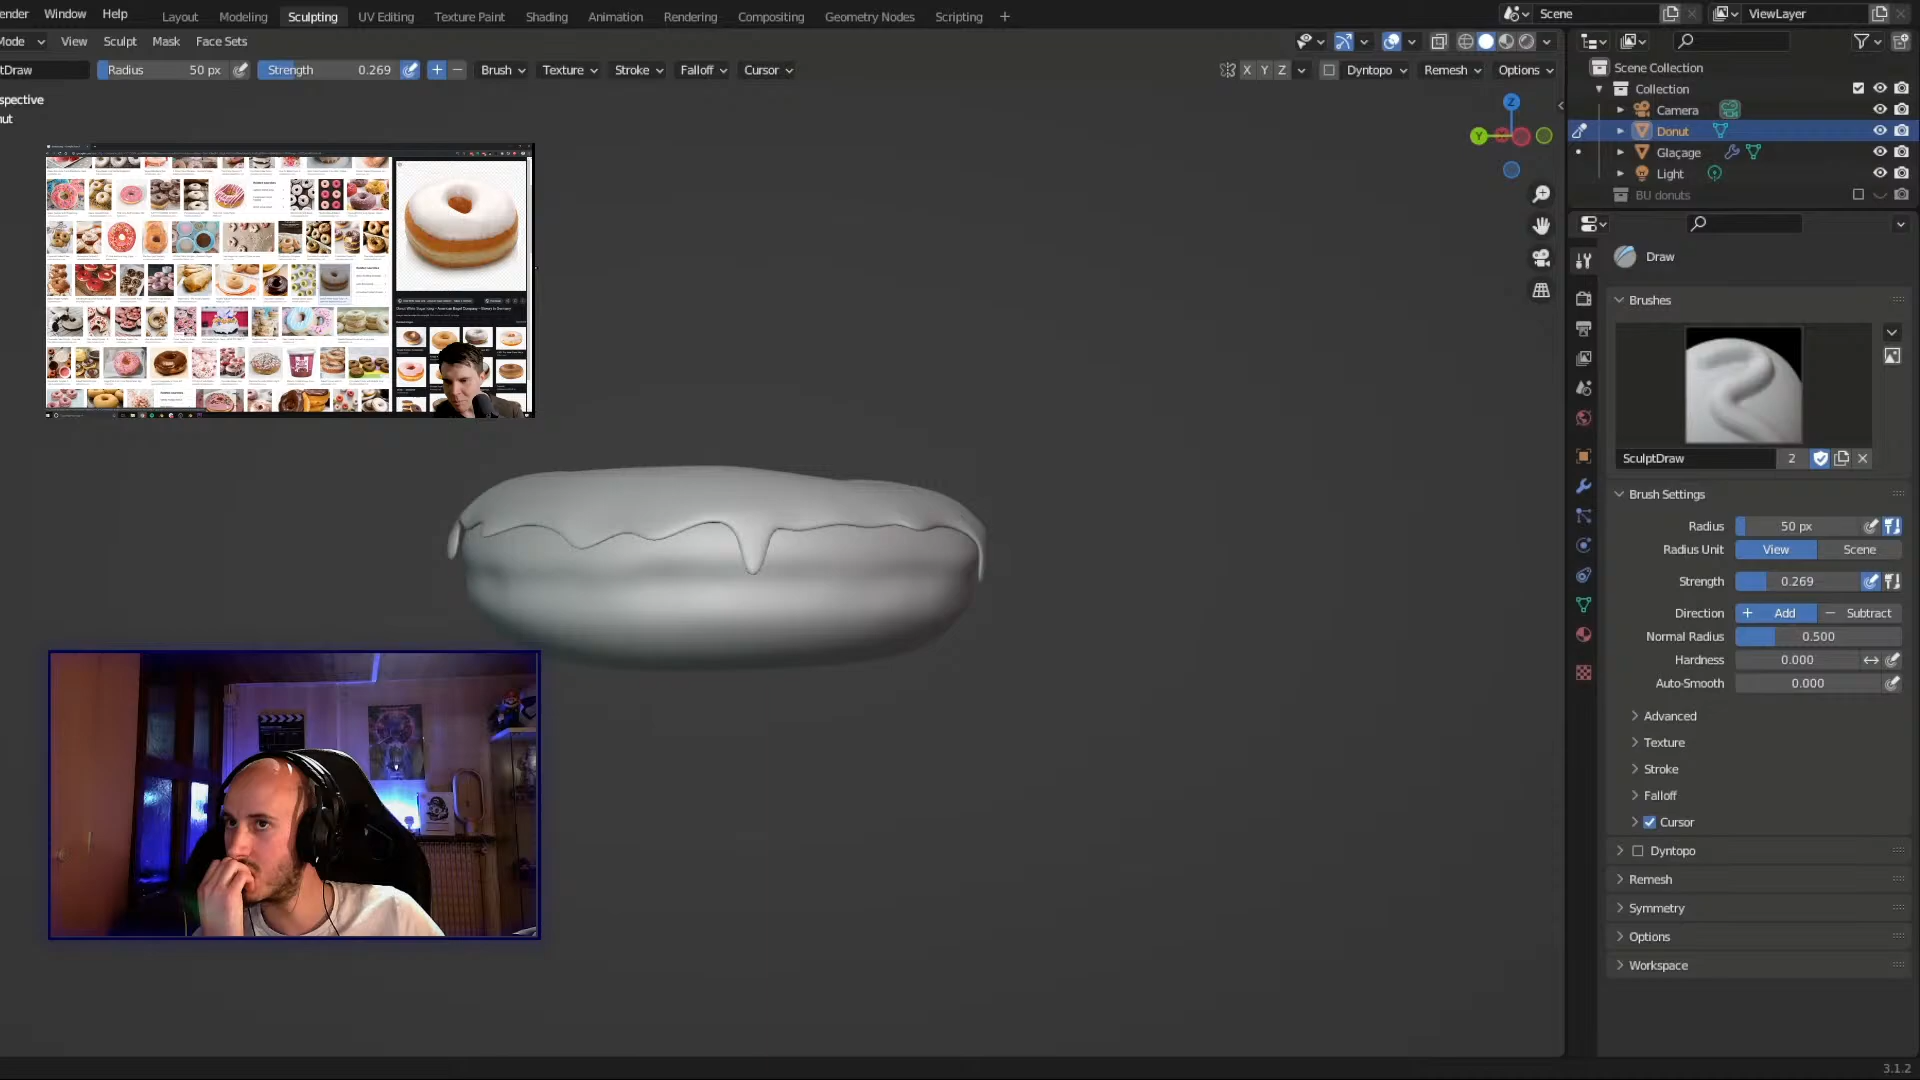 ender Window Help Layout Modeling Sculpting UV Editing Texture Paint Shading Animation Rendering Compositing Geometry Nodes Scripting + Scene ViewLayer
Mode View Sculpt Mask Face Sets
tDraw Radius 50 px Strength 0.269 + − Brush Texture Stroke Falloff Cursor X Y Z Dyntopo Remesh Options
spective
nut
Z
Y
Scene Collection
Collection
Camera
Donut
Glaçage
Light
BU donuts
Draw
Brushes
SculptDraw 2
Brush Settings
Radius 50 px
Radius Unit View Scene
Strength 0.269
Direction + Add − Subtract
Normal Radius 0.500
Hardness 0.000
Auto-Smooth 0.000
Advanced
Texture
Stroke
Falloff
Cursor
Dyntopo
Remesh
Symmetry
Options
Workspace
3.1.2